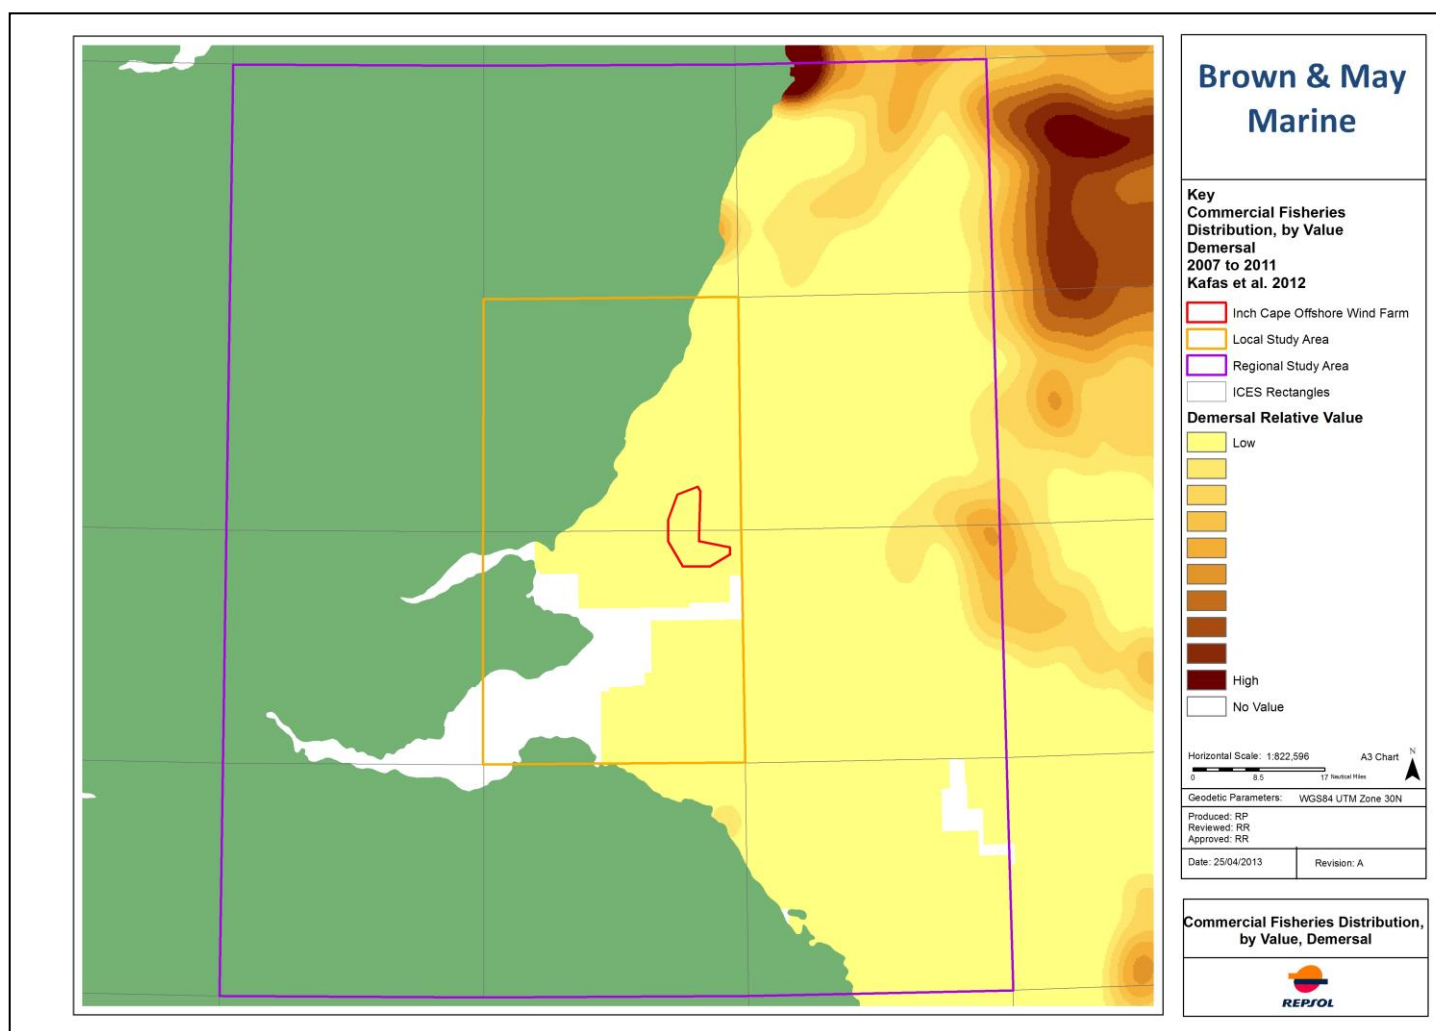 Brown & May
Marine
Key
Commercial Fisheries
Distribution, by Value
Demersal
2007 to 2011
Kafas et al. 2012
Inch Cape Offshore Wind Farm
Local Study Area
Regional Study Area
ICES Rectangles
Demersal Relative Value
Low
High
No Value
Horizontal Scale: 1:822,596 A3 Chart N
0 8.5 17 Nautical Miles
Geodetic Parameters: WGS84 UTM Zone 30N
Produced: RP
Reviewed: RR
Approved: RR
Date: 25/04/2013 Revision: A
Commercial Fisheries Distribution,
by Value, Demersal
REPSOL